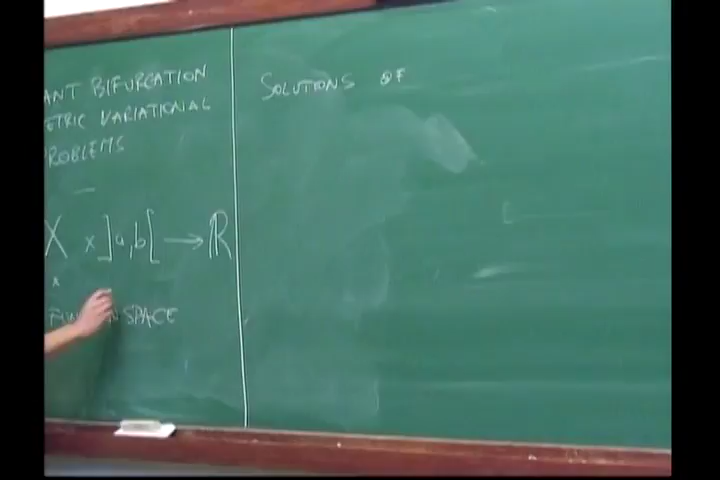 ANT BIFURCATION
ETRIC VARIATIONAL
ROBLEMS
—
X × ]a,b[ → ℝ
x
SPACE
SOLUTIONS OF